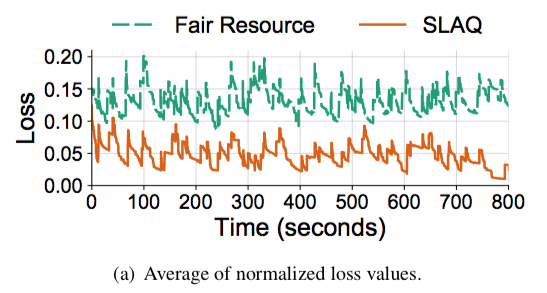 Fair Resource SLAQ
Loss
0.20
0.15
0.10
0.05
0.00
0 100 200 300 400 500 600 700 800
Time (seconds)
(a) Average of normalized loss values.